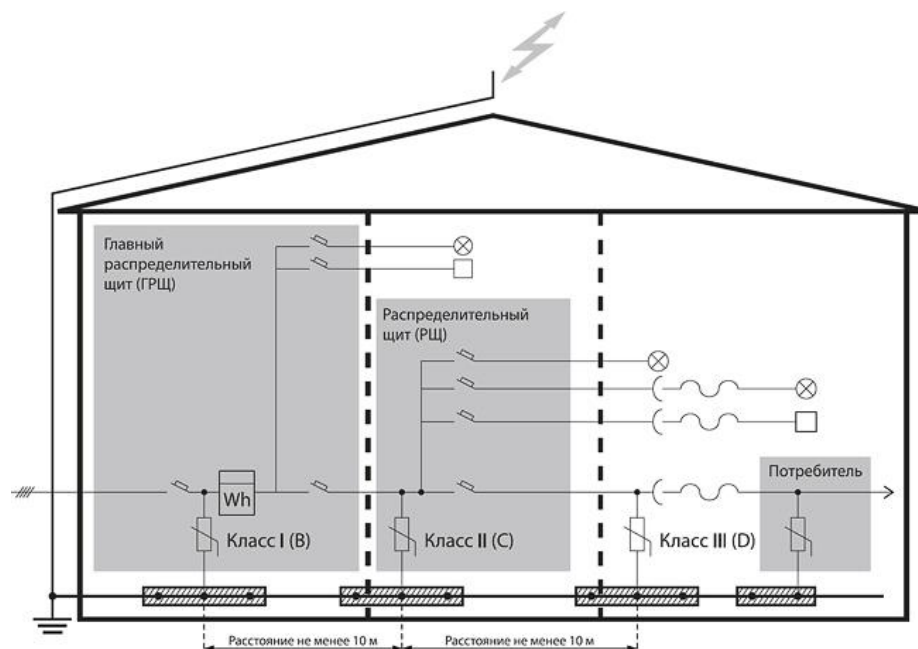 Главный
распределительный
щит (ГРЩ)
Распределительный
щит (РЩ)
Потребитель
Wh
Класс I (B)
Класс II (C)
Класс III (D)
Расстояние не менее 10 м
Расстояние не менее 10 м